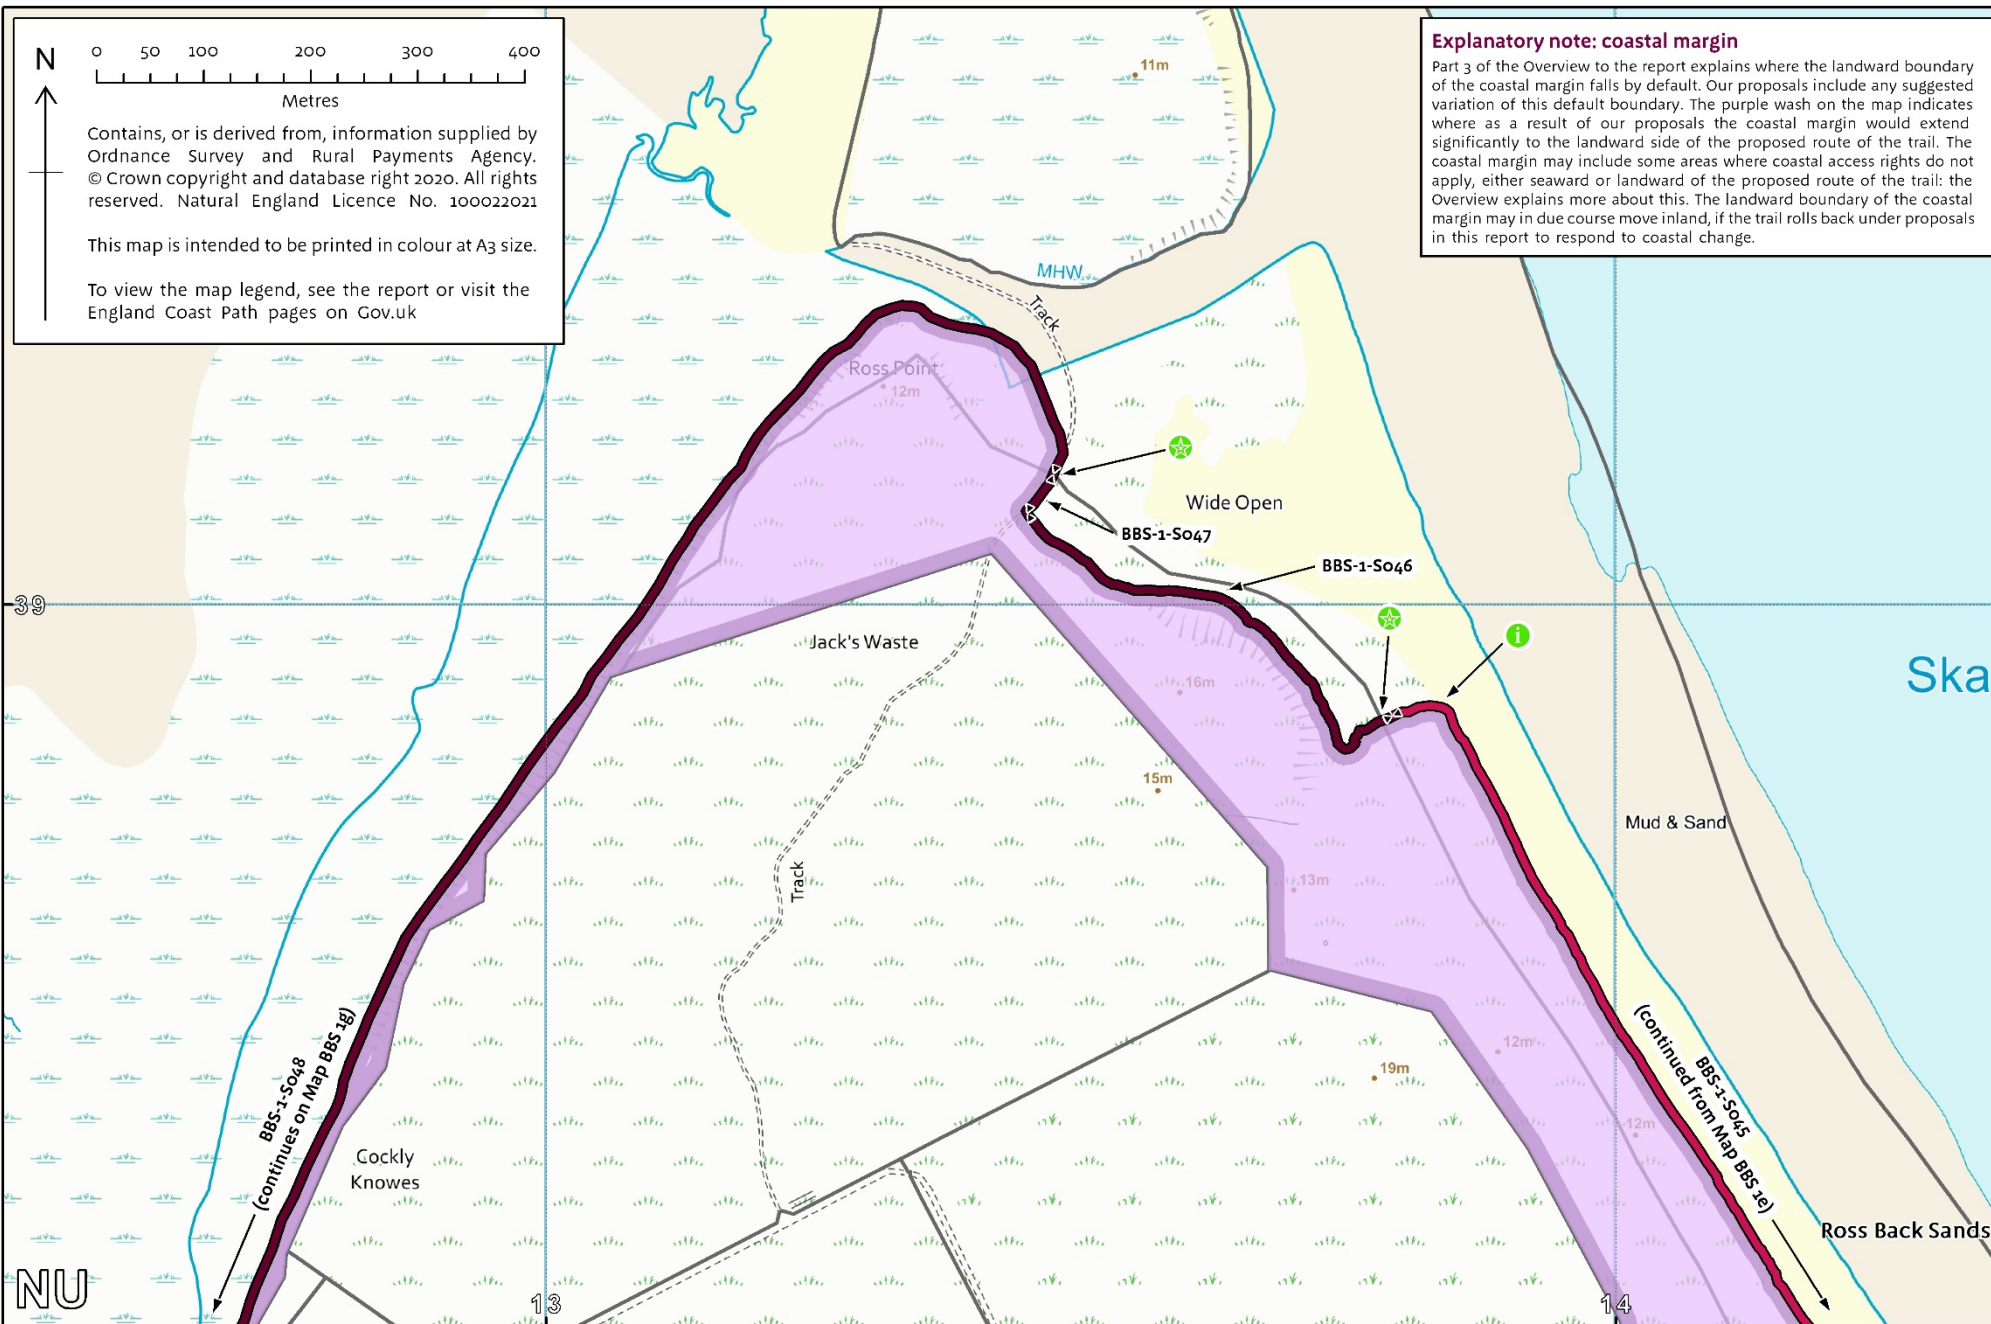 N
0 50 100 200 300 400
Metres
Contains, or is derived from, information supplied by
Ordnance Survey and Rural Payments Agency.
© Crown copyright and database right 2020. All rights
reserved. Natural England Licence No. 100022021
This map is intended to be printed in colour at A3 size.
To view the map legend, see the report or visit the
England Coast Path pages on Gov.uk
Explanatory note: coastal margin
Part 3 of the Overview to the report explains where the landward boundary
of the coastal margin falls by default. Our proposals include any suggested
variation of this default boundary. The purple wash on the map indicates
where as a result of our proposals the coastal margin would extend
significantly to the landward side of the proposed route of the trail. The
coastal margin may include some areas where coastal access rights do not
apply, either seaward or landward of the proposed route of the trail: the
Overview explains more about this. The landward boundary of the coastal
margin may in due course move inland, if the trail rolls back under proposals
in this report to respond to coastal change.
11m
MHW
Track
Ross Point
12m
Wide Open
BBS-1-S047
BBS-1-S046
39
i
Jack's Waste
16m
Ska
15m
Mud & Sand
Track
13m
BBS-1-S048
(continues on Map BBS 1g)
12m
19m
BBS-1-S045
(continued from Map BBS 1e)
12m
Cockly
Knowes
Ross Back Sands
NU
13
14